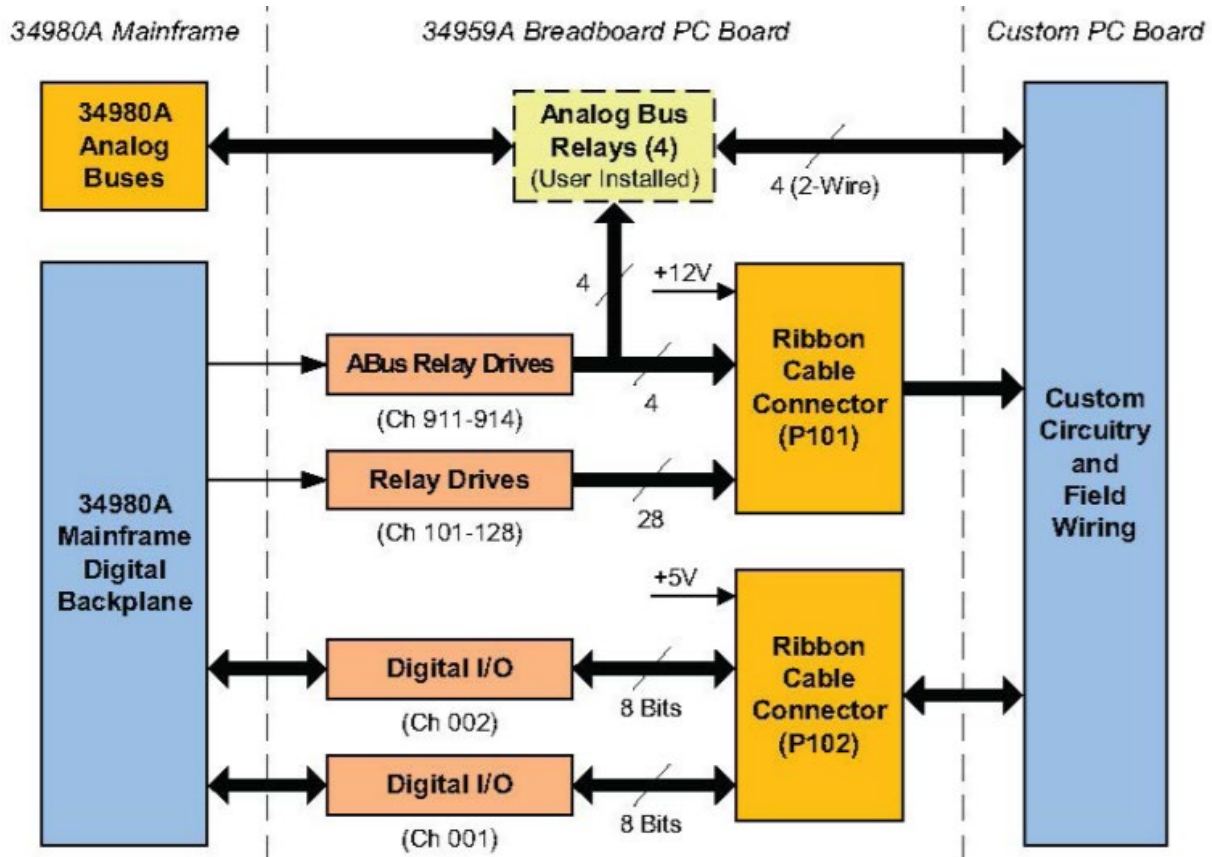 34980A Mainframe
34959A Breadboard PC Board
Custom PC Board
34980A
Analog
Buses
Analog Bus
Relays (4)
(User Installed)
4 (2-Wire)
4
+12V
ABus Relay Drives
(Ch 911-914)
4
Relay Drives
(Ch 101-128)
28
Ribbon
Cable
Connector
(P101)
34980A
Mainframe
Digital
Backplane
Custom
Circuitry
and
Field
Wiring
+5V
Digital I/O
(Ch 002)
8 Bits
Digital I/O
(Ch 001)
8 Bits
Ribbon
Cable
Connector
(P102)